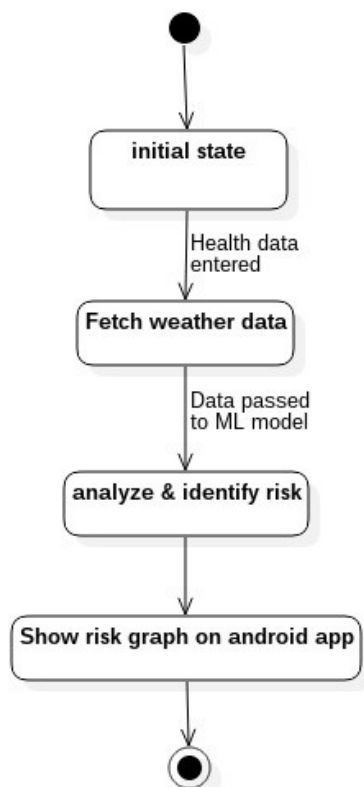 initial state
Health data
entered
Fetch weather data
Data passed
to ML model
analyze & identify risk
Show risk graph on android app